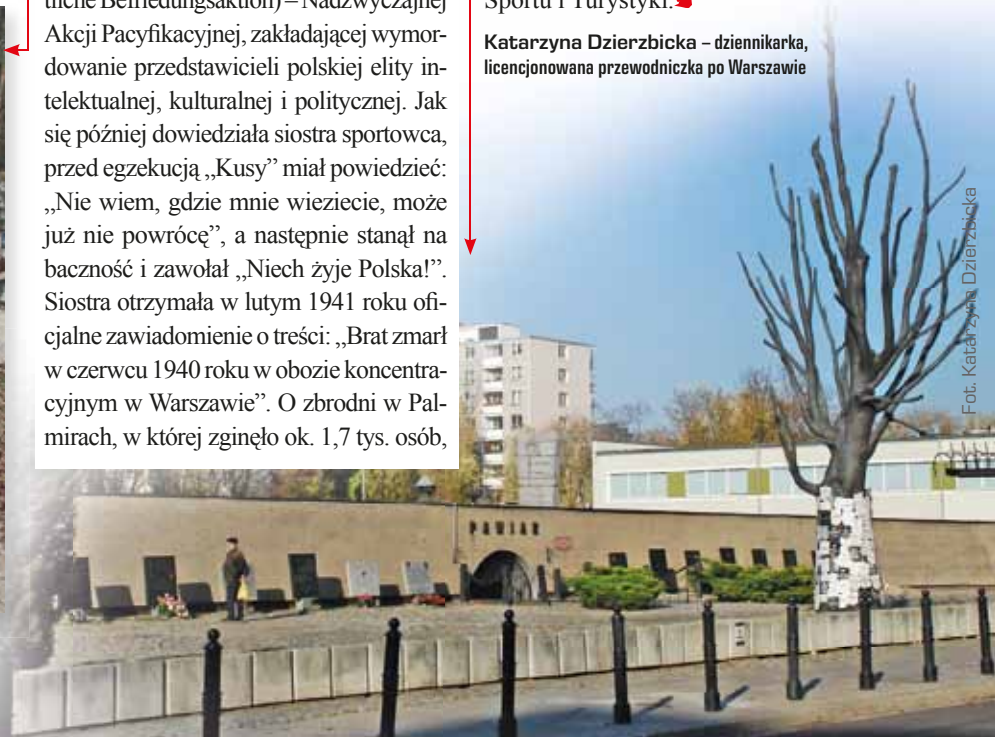 tliche Befriedungsaktion) – Nadzwyczajnej
Akcji Pacyfikacyjnej, zakładającej wymor-
dowanie przedstawicieli polskiej elity in-
telektualnej, kulturalnej i politycznej. Jak
się później dowiedziała siostra sportowca,
przed egzekucją „Kusy” miał powiedzieć:
„Nie wiem, gdzie mnie wieziecie, może
już nie powrócę”, a następnie stanął na
baczność i zawołał „Niech żyje Polska!”.
Siostra otrzymała w lutym 1941 roku ofi-
cjalne zawiadomienie o treści: „Brat zmarł
w czerwcu 1940 roku w obozie koncentra-
cyjnym w Warszawie”. O zbrodni w Pal-
mirach, w której zginęło ok. 1,7 tys. osób,
Sportu i Turystyki.
Katarzyna Dzierzbicka – dziennikarka,
licencjonowana przewodniczka po Warszawie
Fot. Katarzyna Dzierzbicka
PAWIAK